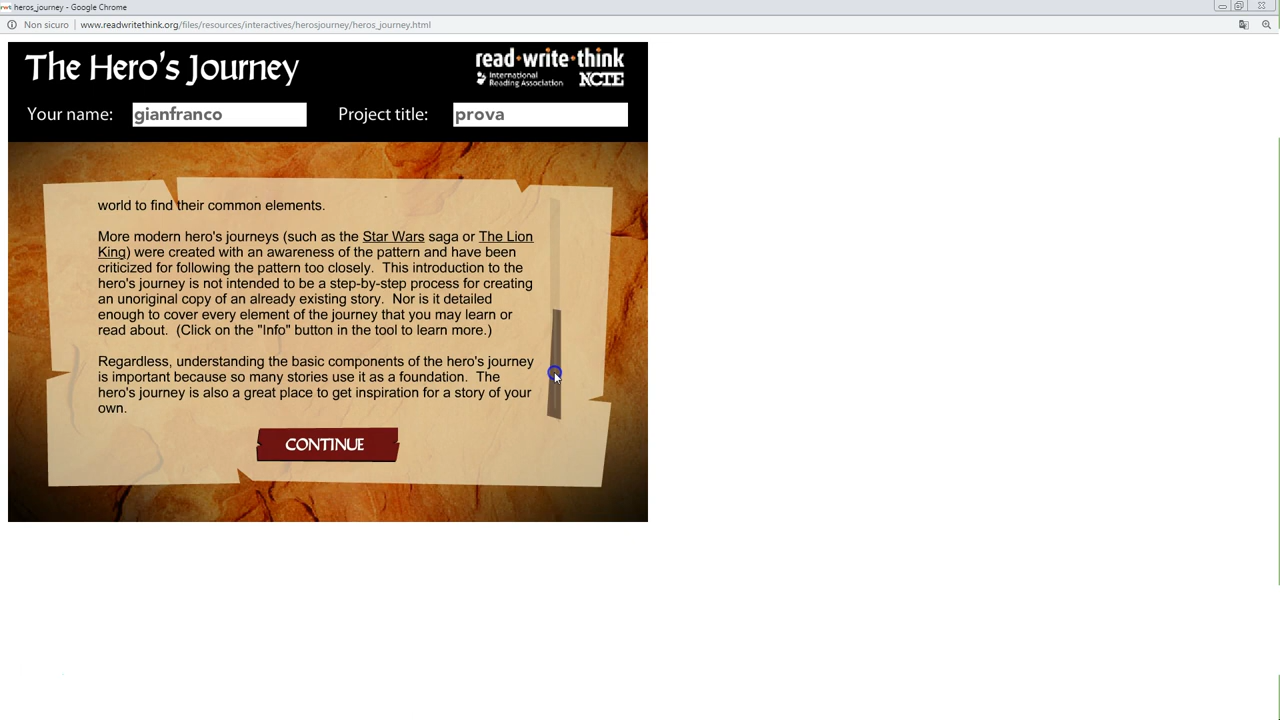 heros_journey - Google Chrome
Non sicuro | www.readwritethink.org/files/resources/interactives/herosjourney/heros_journey.html
The Hero's Journey
read·write·think
International
Reading Association
NCTE
Your name: gianfranco Project title: prova
world to find their common elements.
More modern hero's journeys (such as the Star Wars saga or The Lion
King) were created with an awareness of the pattern and have been
criticized for following the pattern too closely. This introduction to the
hero's journey is not intended to be a step-by-step process for creating
an unoriginal copy of an already existing story. Nor is it detailed
enough to cover every element of the journey that you may learn or
read about. (Click on the "Info" button in the tool to learn more.)
Regardless, understanding the basic components of the hero's journey
is important because so many stories use it as a foundation. The
hero's journey is also a great place to get inspiration for a story of your
own.
CONTINUE